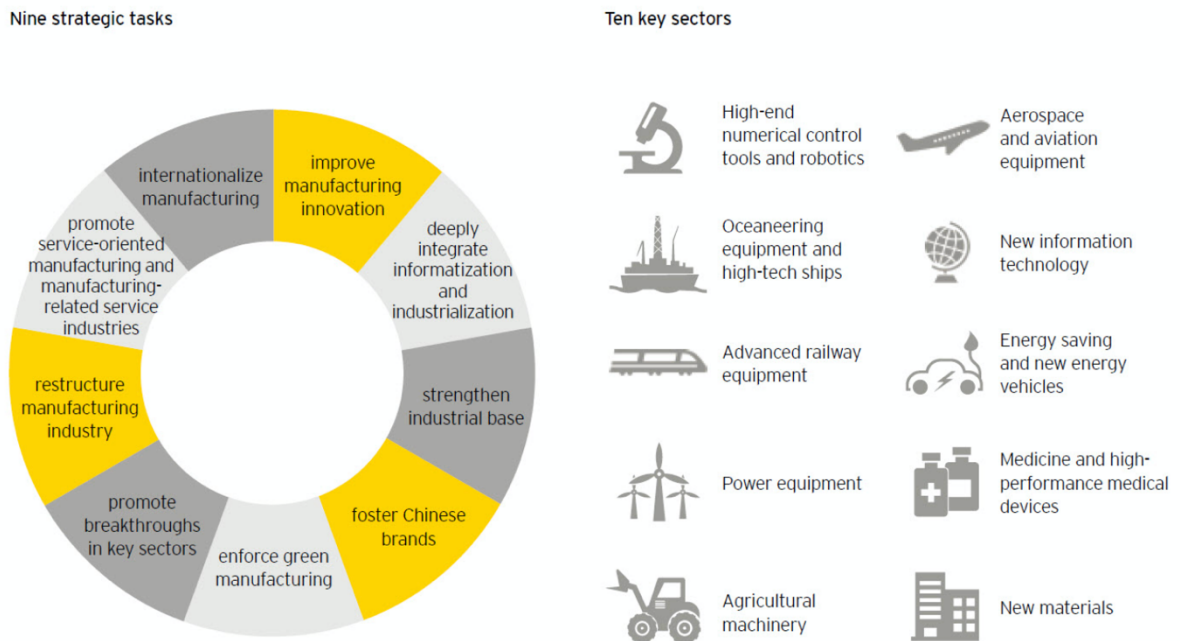 Nine strategic tasks
improve
manufacturing
innovation
deeply
integrate
informatization
and
industrialization
strengthen
industrial base
foster Chinese
brands
enforce green
manufacturing
promote
breakthroughs
in key sectors
restructure
manufacturing
industry
promote
service-oriented
manufacturing and
manufacturing-
related service
industries
internationalize
manufacturing
Ten key sectors
High-end
numerical control
tools and robotics
Aerospace
and aviation
equipment
Oceaneering
equipment and
high-tech ships
New information
technology
Advanced railway
equipment
Energy saving
and new energy
vehicles
Power equipment
Medicine and high-
performance medical
devices
Agricultural
machinery
New materials